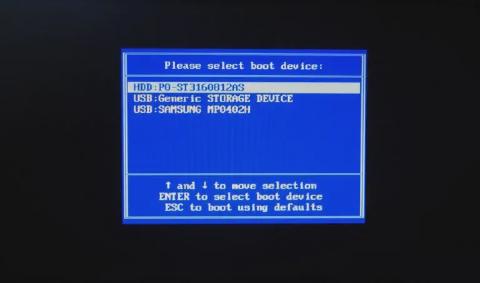 Please select boot device:
HDD:PO-ST3160812AS
USB:Generic STORAGE DEVICE
USB:SAMSUNG MP0402H
↑ and ↓ to move selection
ENTER to select boot device
ESC to boot using defaults